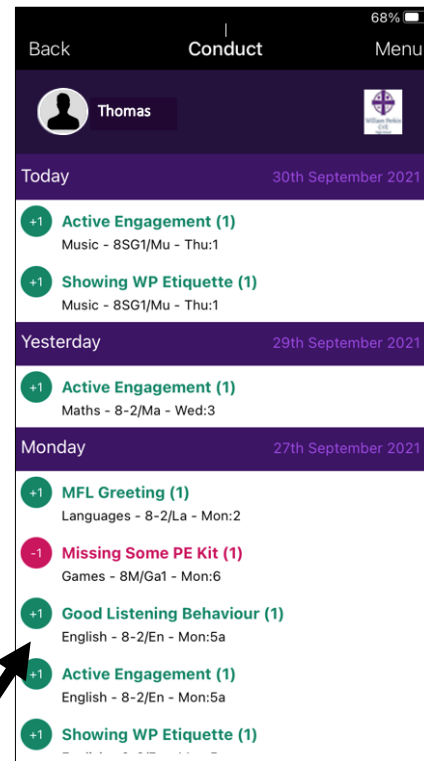 68%
Back Conduct Menu
Thomas
William Perkin
CofE
Today 30th September 2021
+1 Active Engagement (1)
Music - 8SG1/Mu - Thu:1
+1 Showing WP Etiquette (1)
Music - 8SG1/Mu - Thu:1
Yesterday 29th September 2021
+1 Active Engagement (1)
Maths - 8-2/Ma - Wed:3
Monday 27th September 2021
+1 MFL Greeting (1)
Languages - 8-2/La - Mon:2
-1 Missing Some PE Kit (1)
Games - 8M/Ga1 - Mon:6
+1 Good Listening Behaviour (1)
English - 8-2/En - Mon:5a
+1 Active Engagement (1)
English - 8-2/En - Mon:5a
+1 Showing WP Etiquette (1)